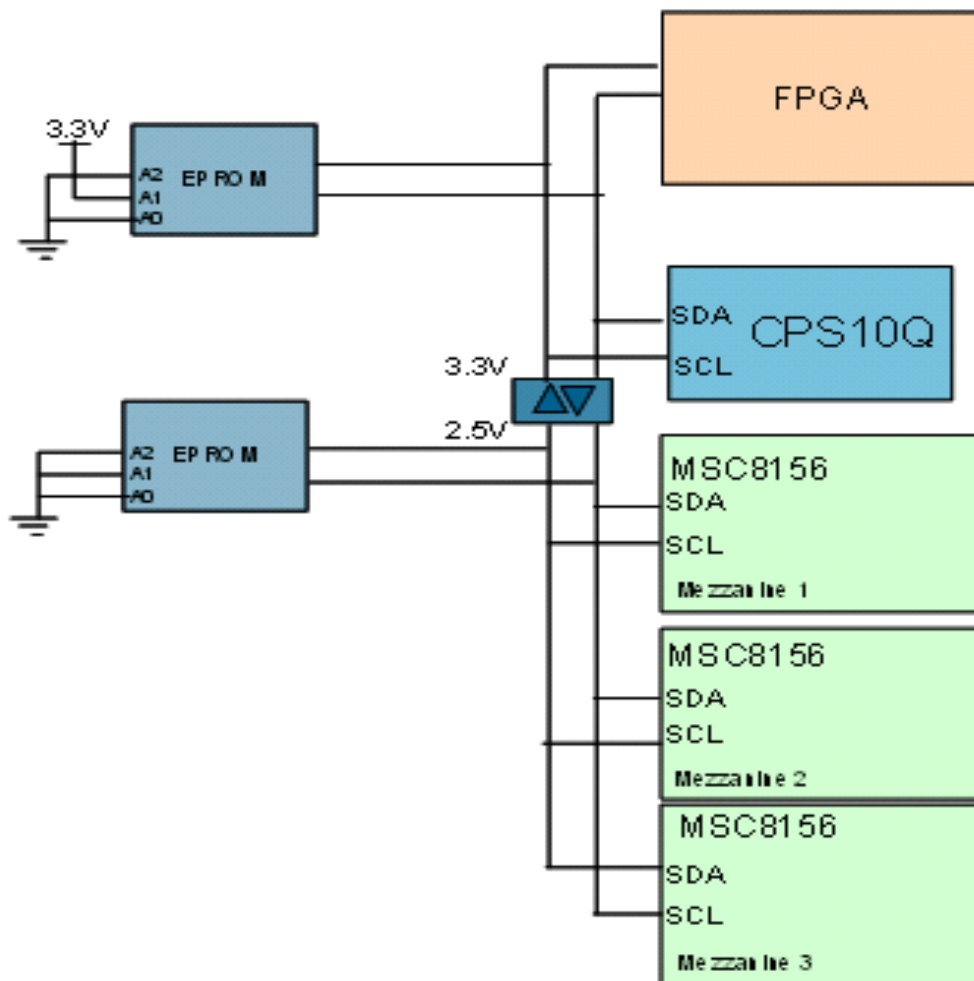 FPGA
3.3V
A2
EPROM
A1
A0
SDA
CPS10Q
SCL
3.3V
2.5V
A2
EPROM
A1
A0
MSC8156
SDA
SCL
Mezzanine 1
MSC8156
SDA
SCL
Mezzanine 2
MSC8156
SDA
SCL
Mezzanine 3